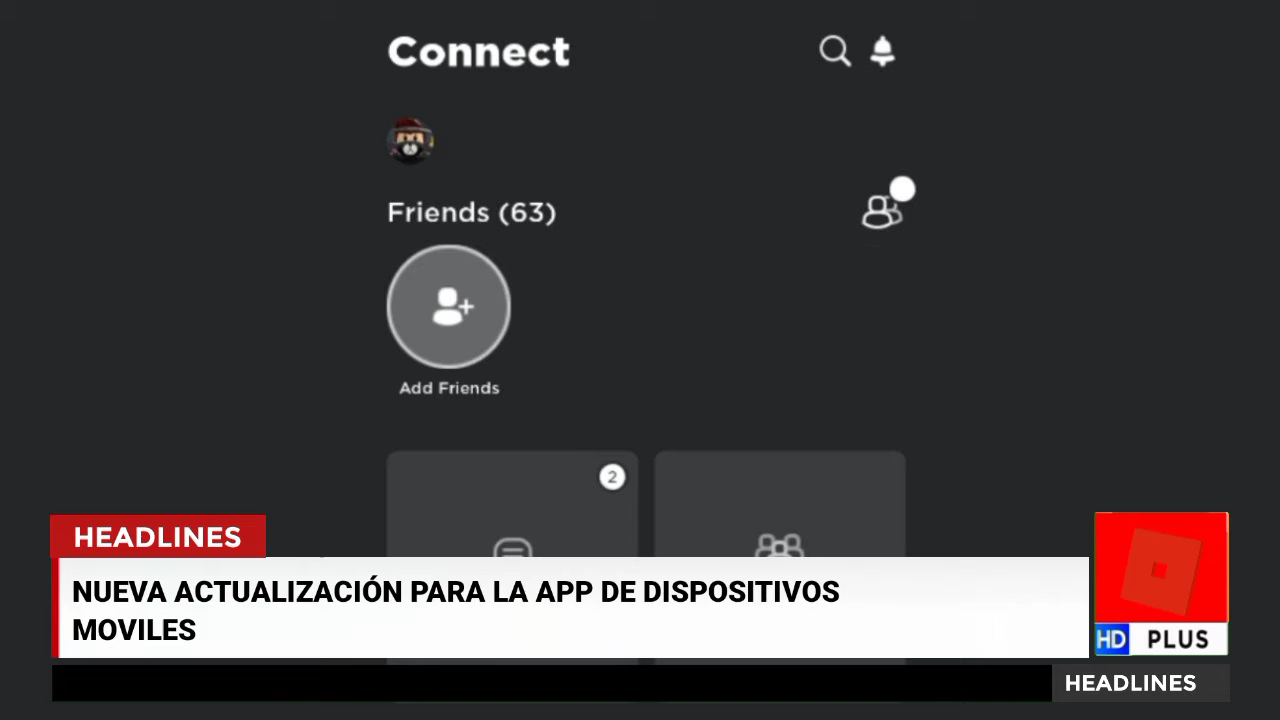 Connect
Friends (63)
Add Friends
2
HEADLINES
NUEVA ACTUALIZACIÓN PARA LA APP DE DISPOSITIVOS
MOVILES
HD PLUS
HEADLINES